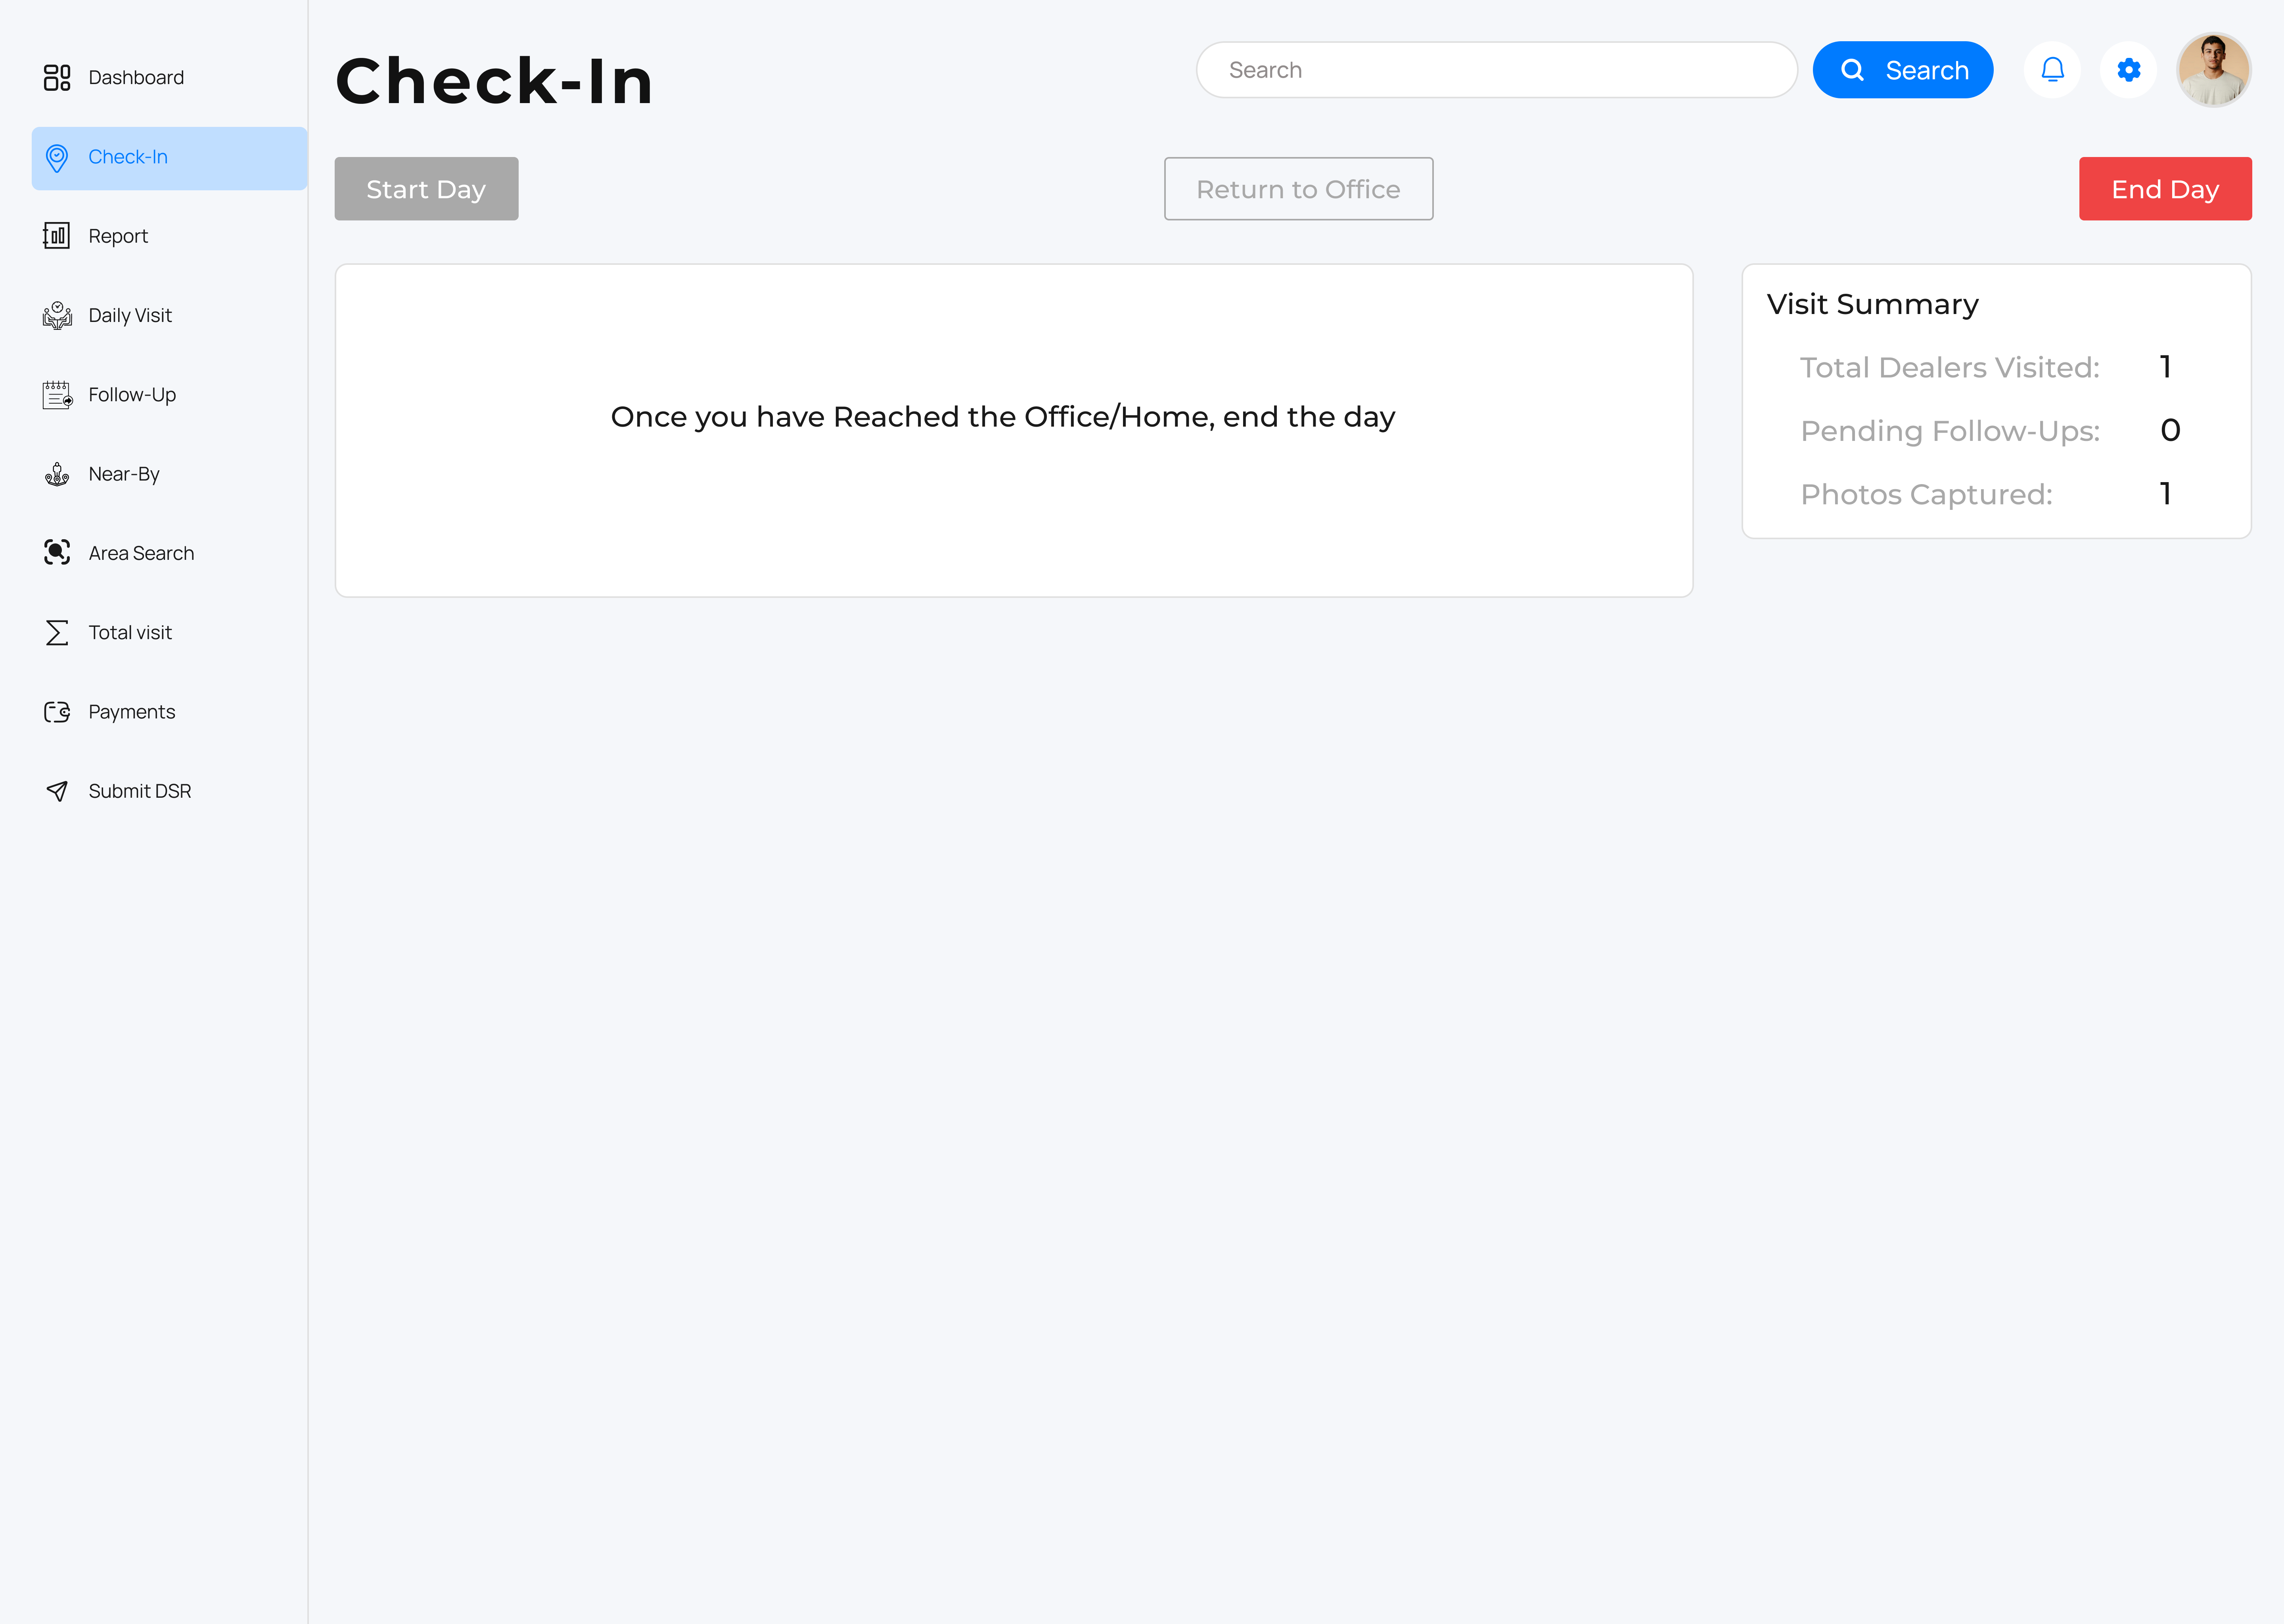 Dashboard
Check-In
Report
Daily Visit
Follow-Up
Near-By
Area Search
Total visit
Payments
Submit DSR
Check-In
Search
Search
Start Day
Return to Office
End Day
Once you have Reached the Office/Home, end the day
Visit Summary
Total Dealers Visited: 1
Pending Follow-Ups: 0
Photos Captured: 1